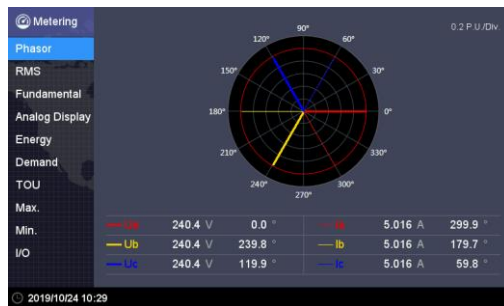 Metering
0.2 P.U./Div.
Phasor
RMS
Fundamental
Analog Display
Energy
Demand
TOU
Max.
Min.
I/O
90°
120° 60°
150° 30°
180° 0°
210° 330°
240° 300°
270°
Ua 240.4 V 0.0 ° Ia 5.016 A 299.9 °
Ub 240.4 V 239.8 ° Ib 5.016 A 179.7 °
Uc 240.4 V 119.9 ° Ic 5.016 A 59.8 °
2019/10/24 10:29